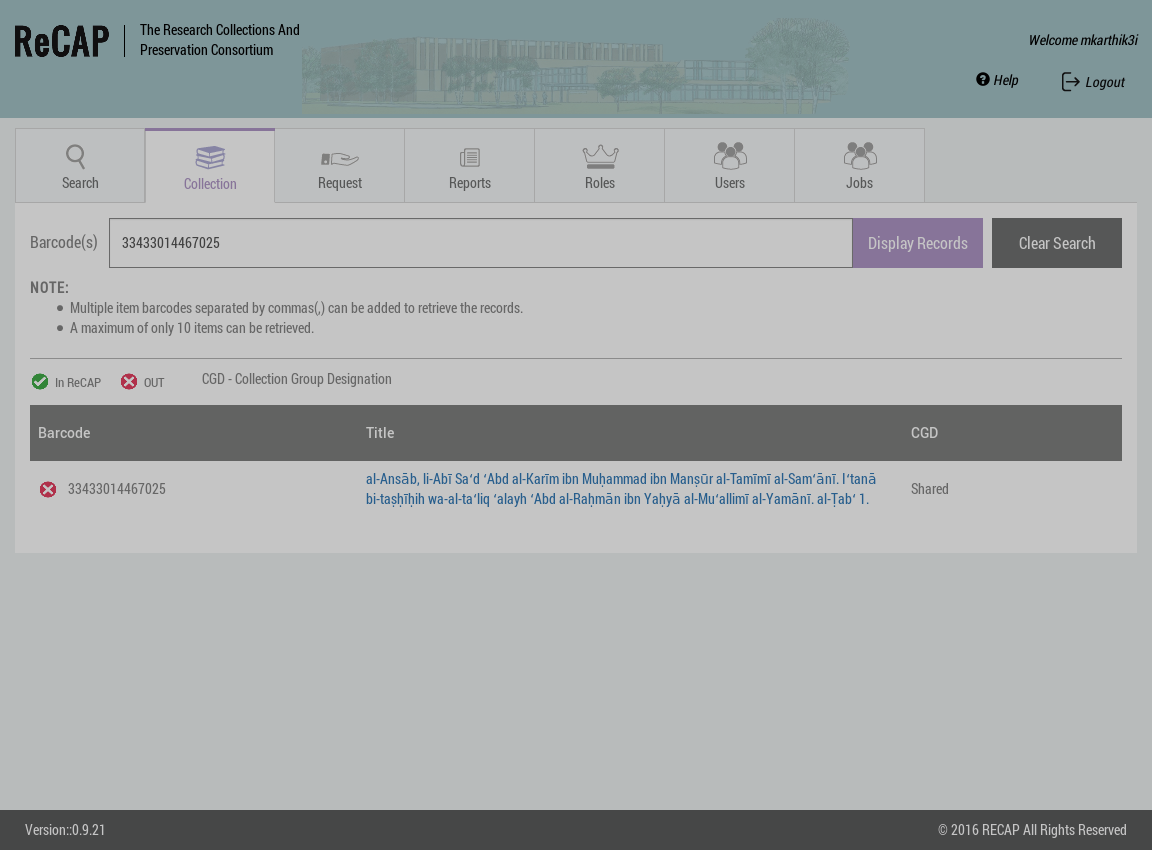 ReCAP
The Research Collections And
Preservation Consortium
Welcome mkarthik3i
Help
Logout
Search
Collection
Request
Reports
Roles
Users
Jobs
Barcode(s)
33433014467025
Display Records
Clear Search
NOTE:
Multiple item barcodes separated by commas(,) can be added to retrieve the records.
A maximum of only 10 items can be retrieved.
In ReCAP
OUT
CGD - Collection Group Designation
Barcode
Title
CGD
33433014467025
al-Ansāb, li-Abī Saʻd ʻAbd al-Karīm ibn Muḥammad ibn Manṣūr al-Tamīmī al-Samʻānī. Iʻtaná
bi-taṣḥīḥih wa-al-taʻliq ʻalayh ʻAbd al-Raḥmān ibn Yaḥyā al-Muʻallimī al-Yamānī. al-Ṭabʻ 1.
Shared
Version::0.9.21
© 2016 RECAP All Rights Reserved